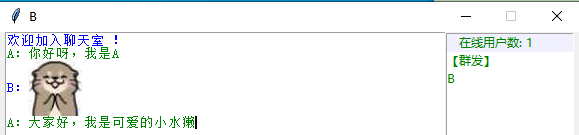 B
欢迎加入聊天室 !
A: 你好呀，我是A
B:
A: 大家好，我是可爱的小水獭
在线用户数: 1
【群发】
B